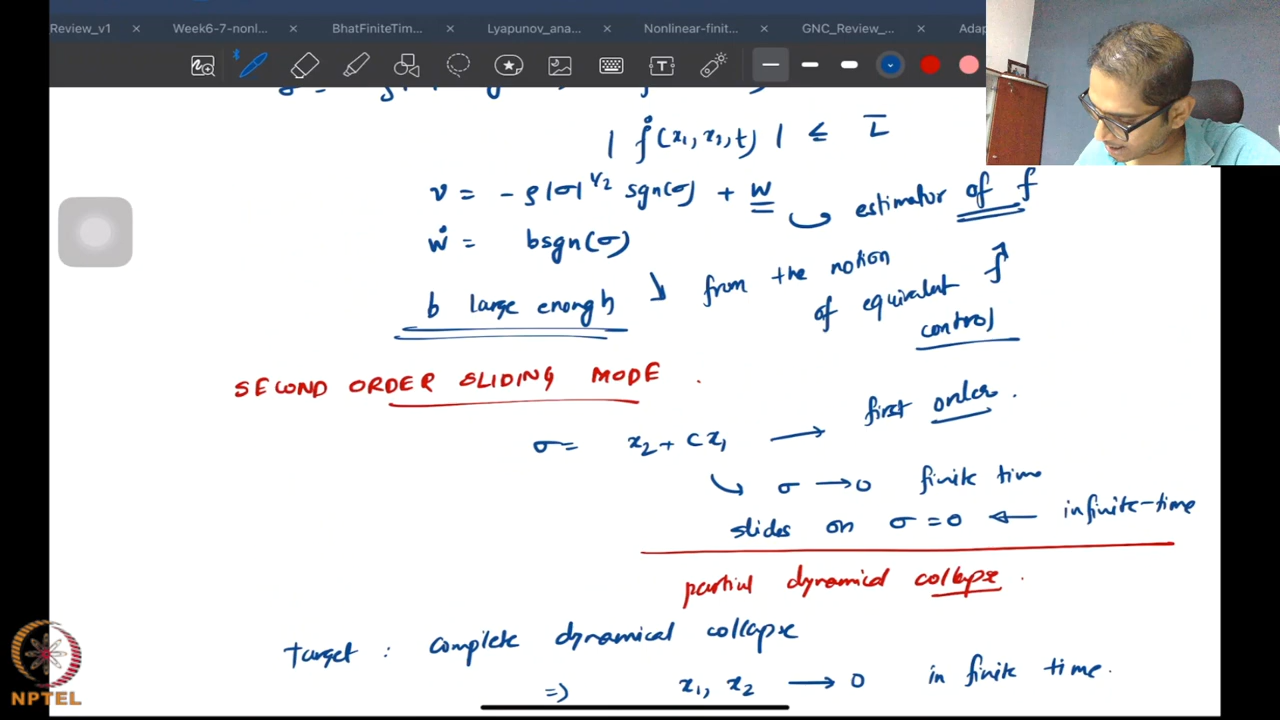 Review_v1
Week6-7-nonl...
BhatFiniteTim...
Lyapunov_ana...
Nonlinear-finit...
GNC_Review_...
Adap
| ḟ(x₁, x₂, t) | ≤ L̄
v = - ρ|σ|^{1/2} sgn(σ) + w
estimator of f
ẇ = bsgn(σ)
b large enough
from the notion
of equivalent f̂
control
SECOND ORDER SLIDING MODE .
σ = x₂ + cx₁ → first order .
σ → 0 finite time
slides on σ = 0 ← infinite-time
partial dynamical collapse .
Target : complete dynamical collapse
⇒ x₁, x₂ → 0 in finite time.
NPTEL